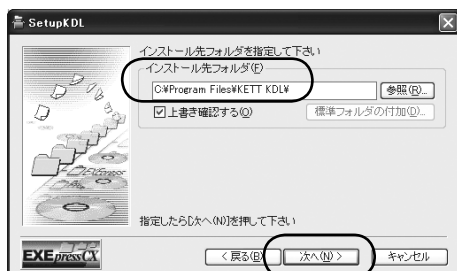 SetupKDL
インストール先フォルダを指定して下さい
インストール先フォルダ(F)
C:¥Program Files¥KETT KDL¥
参照(R)...
上書き確認する(O)
標準フォルダの付加(D)...
指定したら[次へ(N)]を押して下さい
EXEpressCX
< 戻る(B)
次へ(N) >
キャンセル